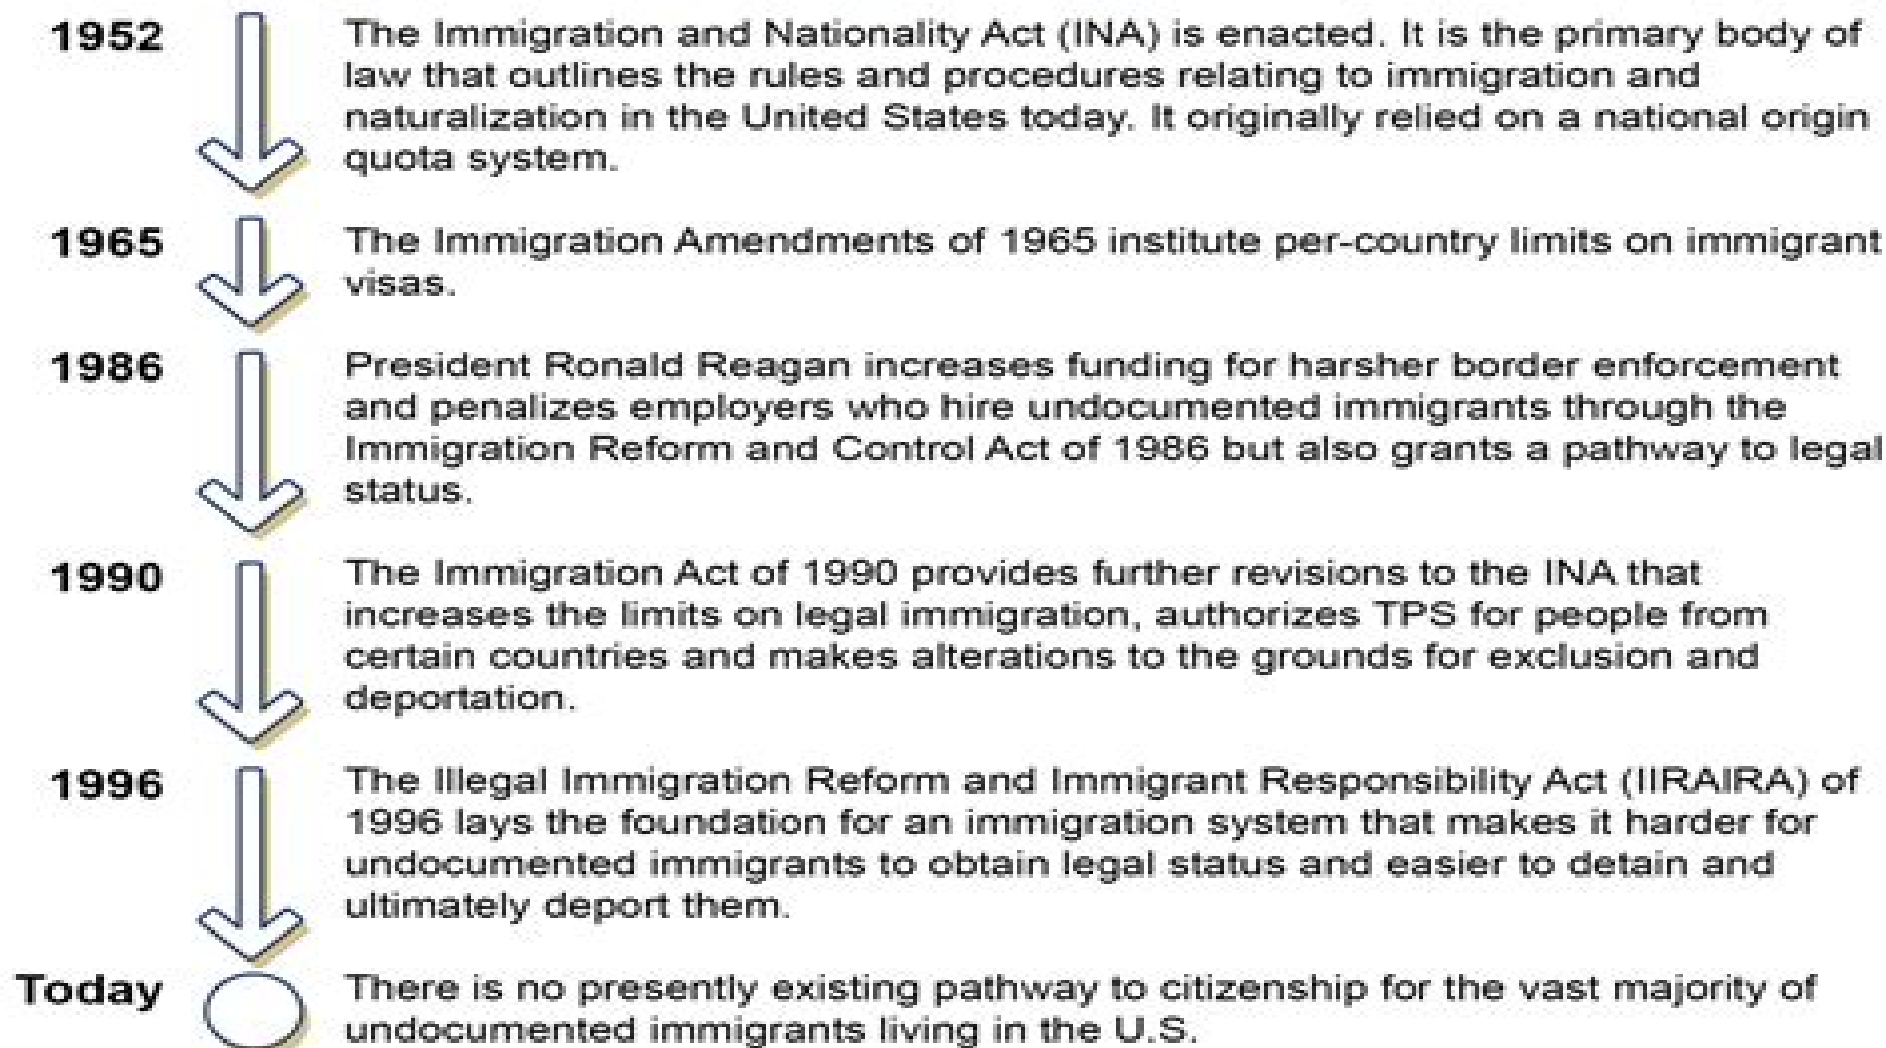 1952 The Immigration and Nationality Act (INA) is enacted. It is the primary body of
law that outlines the rules and procedures relating to immigration and
naturalization in the United States today. It originally relied on a national origin
quota system.
1965 The Immigration Amendments of 1965 institute per-country limits on immigrant
visas.
1986 President Ronald Reagan increases funding for harsher border enforcement
and penalizes employers who hire undocumented immigrants through the
Immigration Reform and Control Act of 1986 but also grants a pathway to legal
status.
1990 The Immigration Act of 1990 provides further revisions to the INA that
increases the limits on legal immigration, authorizes TPS for people from
certain countries and makes alterations to the grounds for exclusion and
deportation.
1996 The Illegal Immigration Reform and Immigrant Responsibility Act (IIRAIRA) of
1996 lays the foundation for an immigration system that makes it harder for
undocumented immigrants to obtain legal status and easier to detain and
ultimately deport them.
Today There is no presently existing pathway to citizenship for the vast majority of
undocumented immigrants living in the U.S.